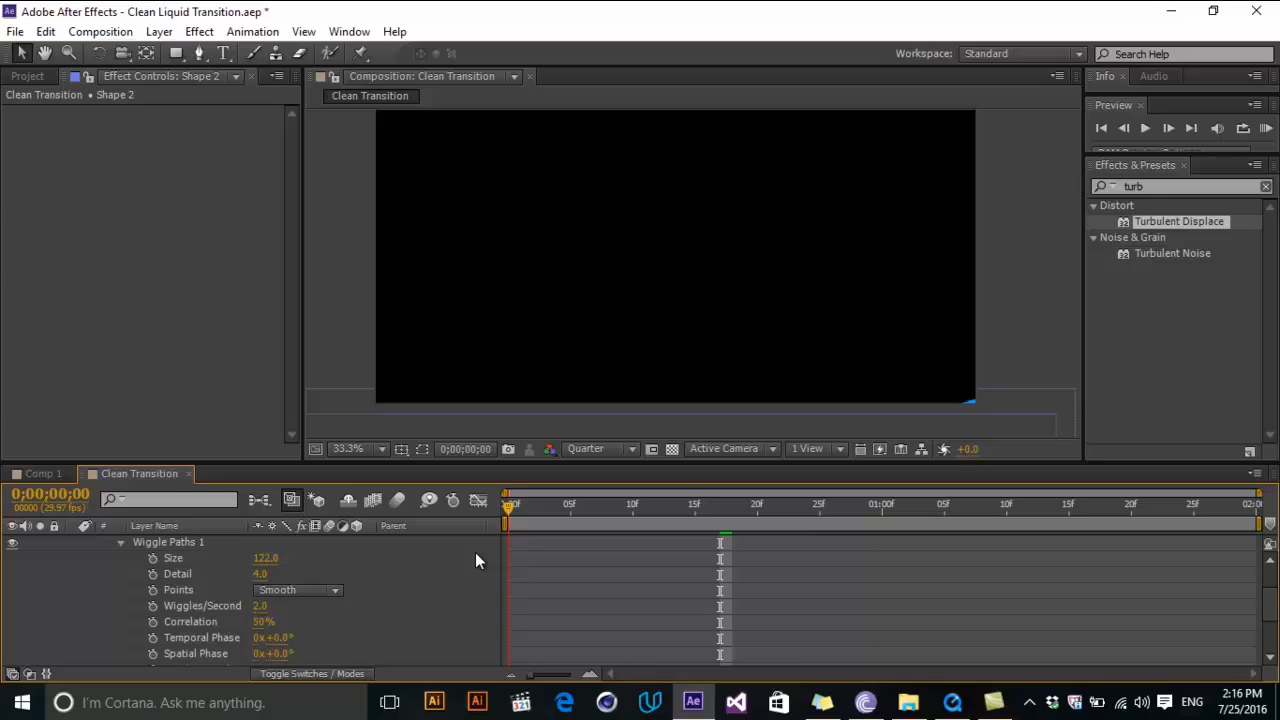 Adobe After Effects - Clean Liquid Transition.aep *
File Edit Composition Layer Effect Animation View Window Help
Workspace: Standard Search Help
Project Effect Controls: Shape 2 Composition: Clean Transition Info Audio
Clean Transition • Shape 2
Clean Transition
Preview
Effects & Presets
turb
Distort
Turbulent Displace
Noise & Grain
Turbulent Noise
33.3% 0;00;00;00 Quarter Active Camera 1 View +0.0
Comp 1 Clean Transition
0;00;00;00
00000 (29.97 fps)
05f 10f 15f 20f 25f 01:00f 05f 10f 15f 20f 25f 02:0
# Layer Name Parent
Wiggle Paths 1
Size 122.0
Detail 4.0
Points Smooth
Wiggles/Second 2.0
Correlation 50%
Temporal Phase 0x+0.0°
Spatial Phase 0x+0.0°
Toggle Switches / Modes
I'm Cortana. Ask me anything. Ai Ai 321 Ae ENG 2:16 PM
7/25/2016